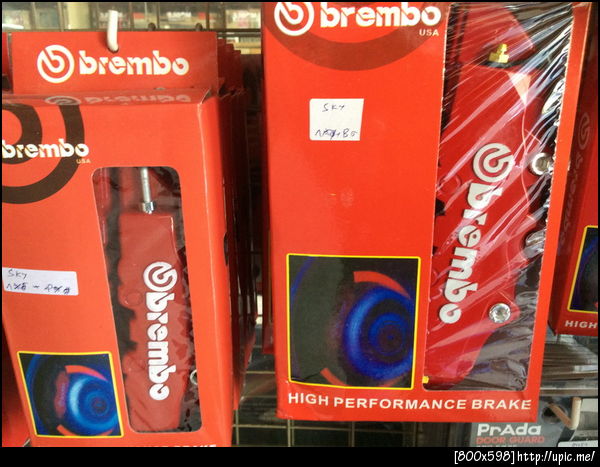 brembo
brembo
USA
SKY
brembo
brembo
USA
SKY
brembo
HIGH PERFORMANCE BRAKE
HIGH
PrAda
DOOR GUARD
[800x598]http://upic.me/